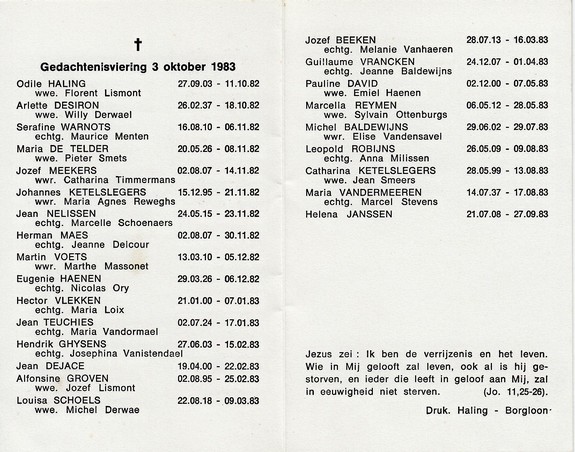 ✝
Gedachtenisviering 3 oktober 1983
Odile HALING 27.09.03 - 11.10.82
wwe. Florent Lismont
Arlette DESIRON 26.02.37 - 18.10.82
wwe. Willy Derwael
Serafine WARNOTS 16.08.10 - 06.11.82
echtg. Maurice Menten
Maria DE TELDER 20.05.26 - 08.11.82
wwe. Pieter Smets
Jozef MEEKERS 02.08.07 - 14.11.82
wwr. Catharina Timmermans
Johannes KETELSLEGERS 15.12.95 - 21.11.82
wwr. Maria Agnes Reweghs
Jean NELISSEN 24.05.15 - 23.11.82
echtg. Marcelle Schoenaers
Herman MAES 02.08.07 - 30.11.82
echtg. Jeanne Delcour
Martin VOETS 13.03.10 - 05.12.82
wwr. Marthe Massonet
Eugenie HAENEN 29.03.26 - 06.12.82
echtg. Nicolas Ory
Hector VLEKKEN 21.01.00 - 07.01.83
echtg. Maria Loix
Jean TEUCHIES 02.07.24 - 17.01.83
echtg. Maria Vandormael
Hendrik GHYSENS 27.06.03 - 15.02.83
echtg. Josephina Vanistendael
Jean DEJACE 19.04.00 - 22.02.83
Alfonsine GROVEN 02.08.95 - 25.02.83
wwe. Jozef Lismont
Louisa SCHOELS 22.08.18 - 09.03.83
wwe. Michel Derwae
Jozef BEEKEN 28.07.13 - 16.03.83
echtg. Melanie Vanhaeren
Guillaume VRANCKEN 24.12.07 - 01.04.83
echtg. Jeanne Baldewijns
Pauline DAVID 02.12.00 - 07.05.83
wwe. Emiel Haenen
Marcella REYMEN 06.05.12 - 28.05.83
wwe. Sylvain Ottenburgs
Michel BALDEWIJNS 29.06.02 - 29.07.83
wwr. Elise Vandensavel
Leopold ROBIJNS 26.05.09 - 09.08.83
echtg. Anna Milissen
Catharina KETELSLEGERS 28.05.99 - 13.08.83
wwe. Jean Smeers
Maria VANDERMEEREN 14.07.37 - 17.08.83
echtg. Marcel Stevens
Helena JANSSEN 21.07.08 - 27.09.83
Jezus zei : Ik ben de verrijzenis en het leven.
Wie in Mij gelooft zal leven, ook al is hij ge-
storven, en ieder die leeft in geloof aan Mij, zal
in eeuwigheid niet sterven. (Jo. 11,25-26).
Druk. Haling - Borgloon